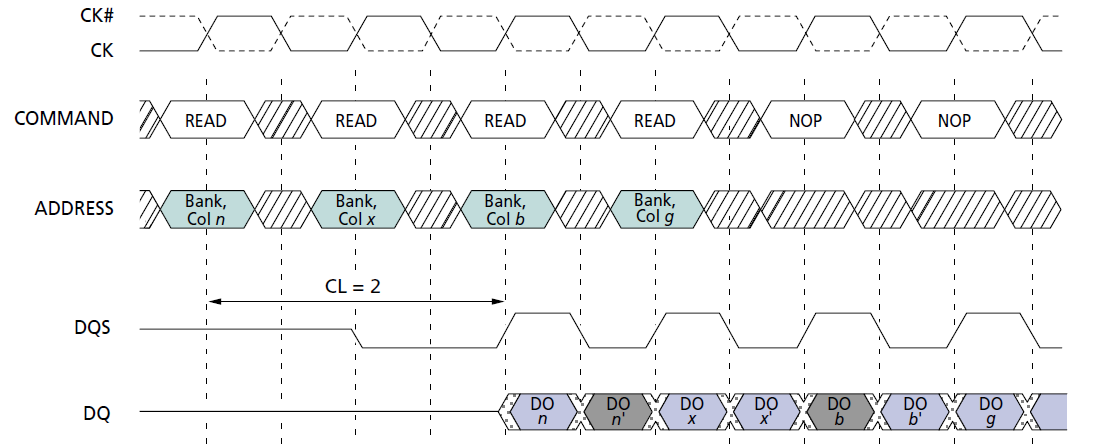 CK#
CK
COMMAND
READ
READ
READ
READ
NOP
NOP
ADDRESS
Bank,
Col n
Bank,
Col x
Bank,
Col b
Bank,
Col g
CL = 2
DQS
DQ
DO
n
DO
n'
DO
x
DO
x'
DO
b
DO
b'
DO
g